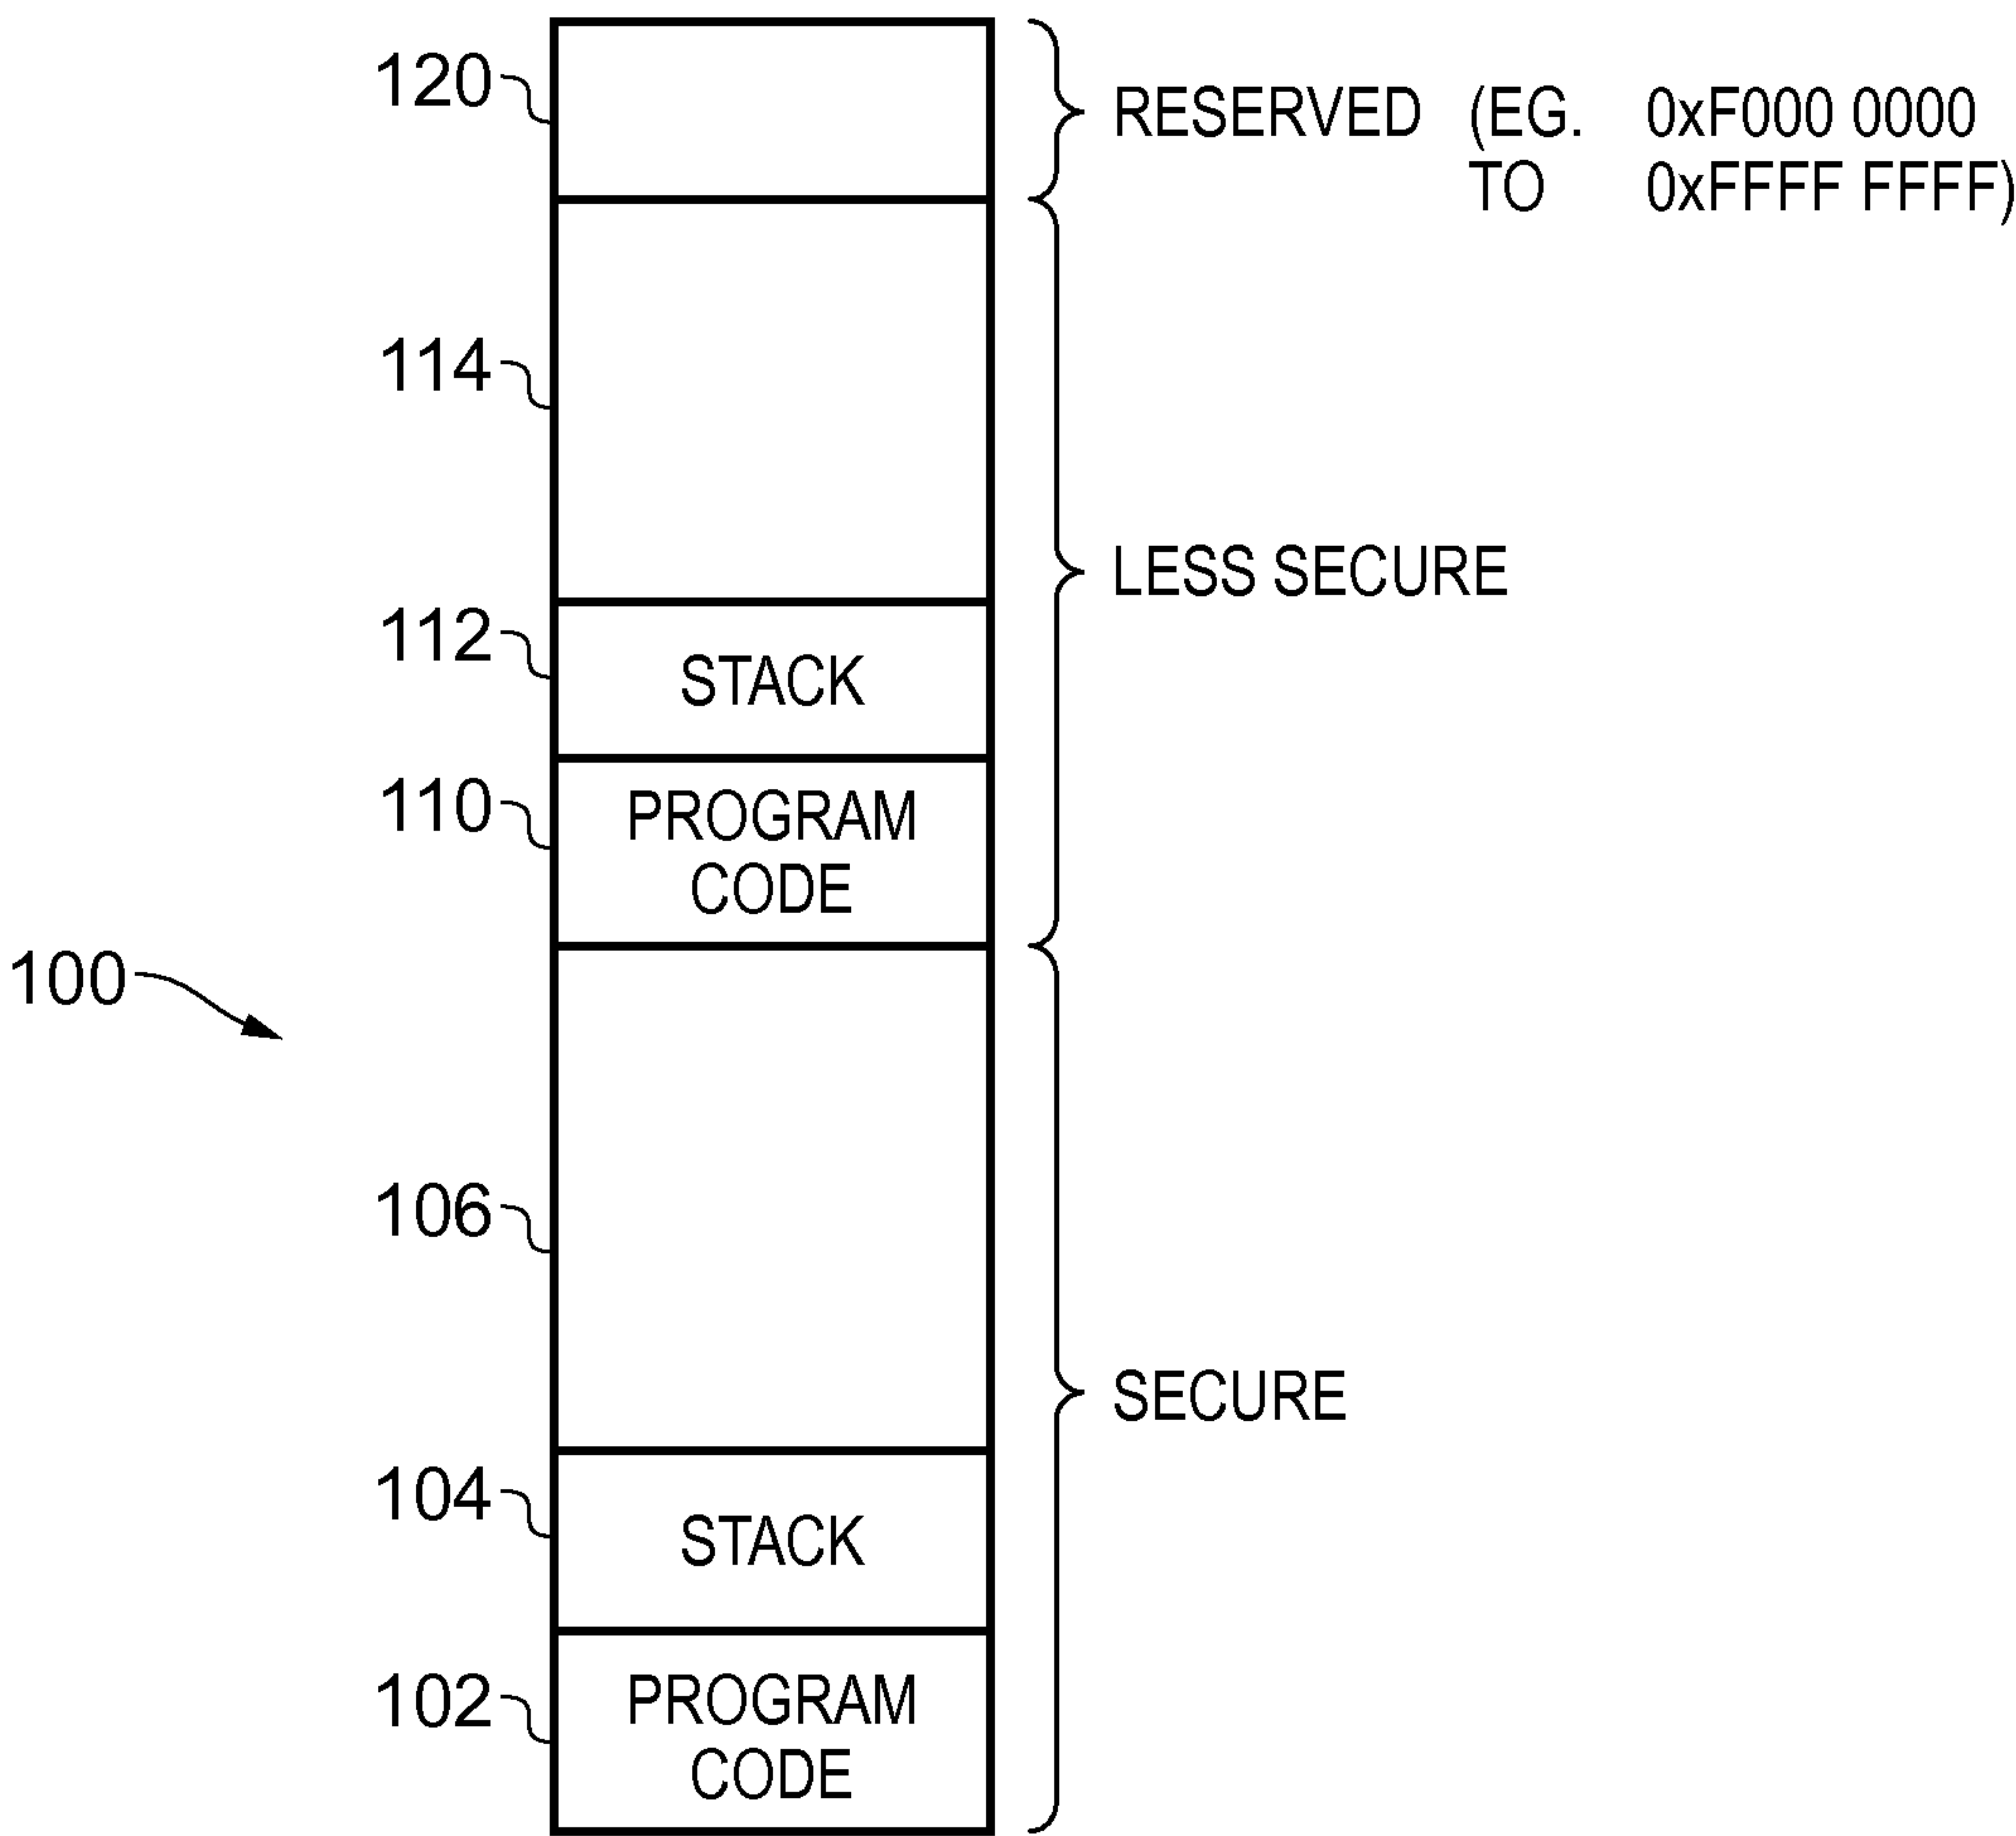 120
RESERVED (EG. 0xF000 0000
TO 0xFFFF FFFF)
114
LESS SECURE
112
STACK
110
PROGRAM
CODE
100
106
SECURE
104
STACK
102
PROGRAM
CODE